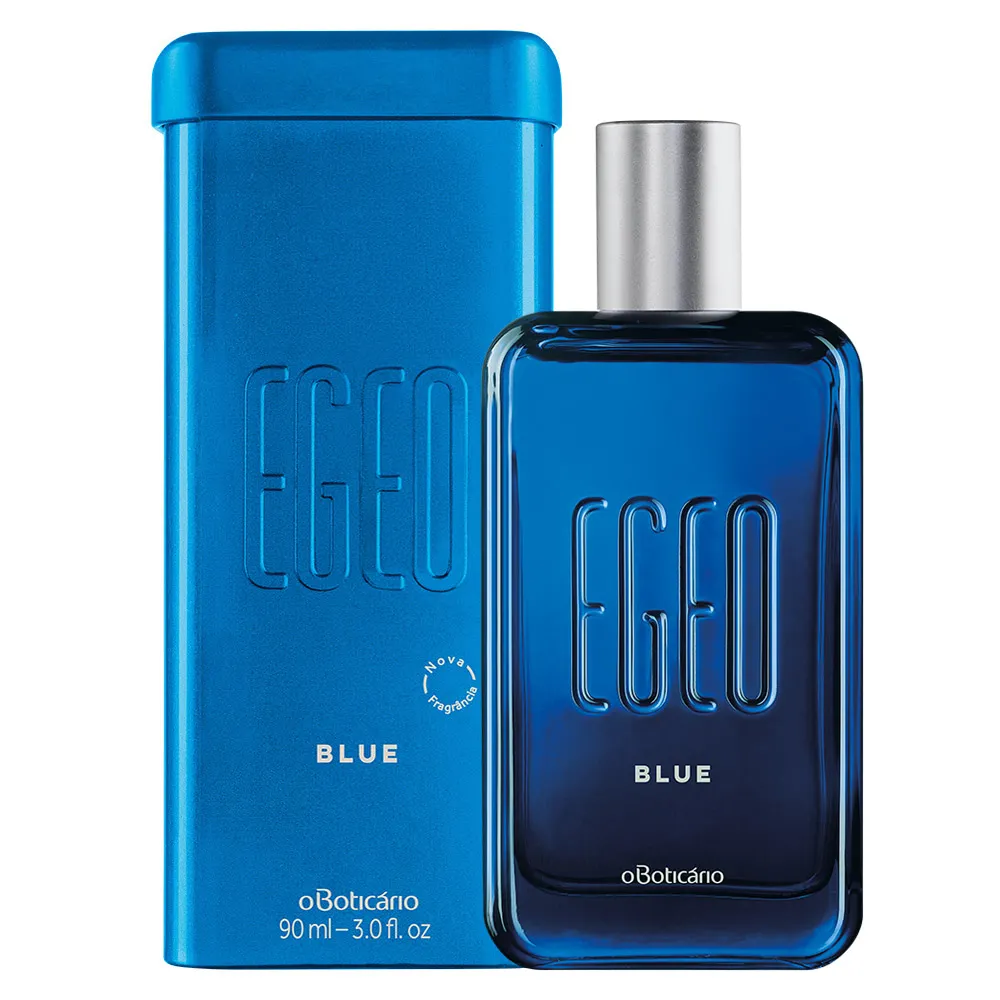 EGEO
Nova
Fragrância
BLUE
oBoticário
90 ml – 3.0 fl. oz
EGEO
BLUE
oBoticário